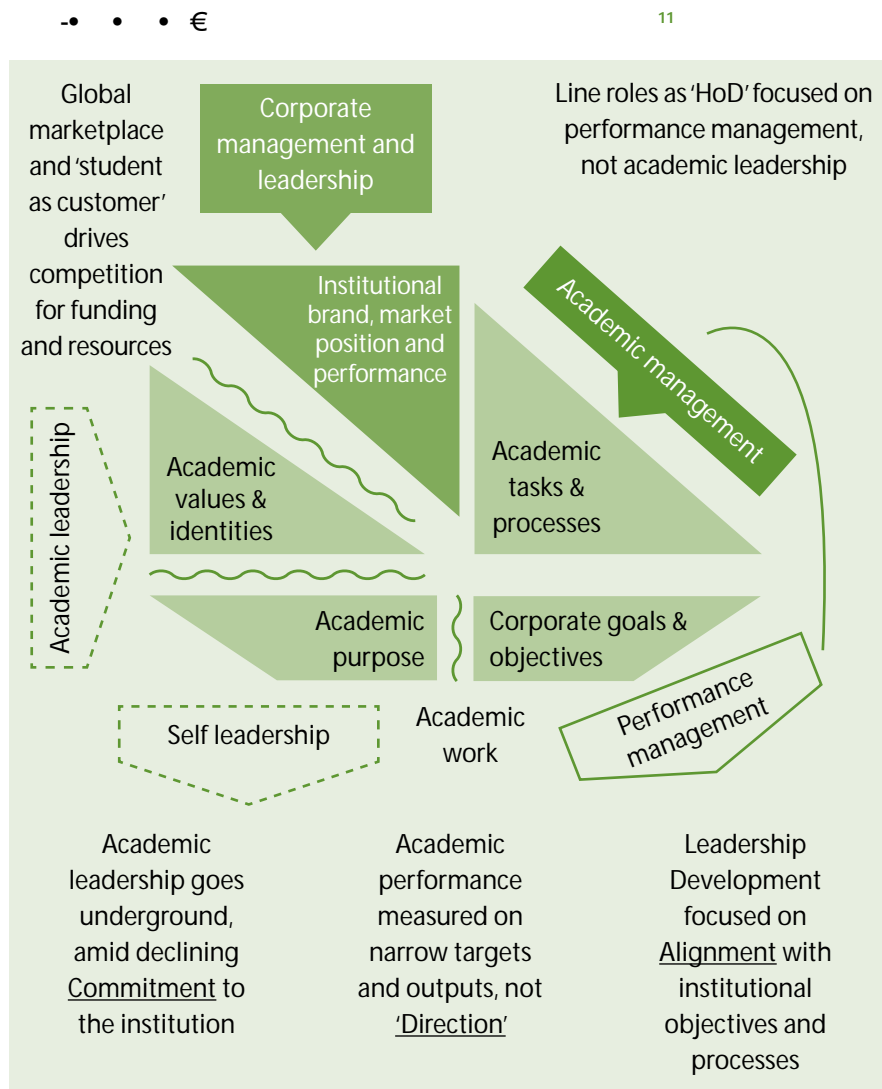 -• • • €
11
Global
marketplace
and ‘student
as customer’
drives
competition
for funding
and resources
Corporate
management and
leadership
Line roles as ‘HoD’ focused on
performance management,
not academic leadership
Institutional
brand, market
position and
performance
Academic management
Academic leadership
Academic
values &
identities
Academic
tasks &
processes
Academic
purpose
Corporate goals &
objectives
Self leadership
Academic
work
Performance
management
Academic
leadership goes
underground,
amid declining
Commitment to
the institution
Academic
performance
measured on
narrow targets
and outputs, not
‘Direction’
Leadership
Development
focused on
Alignment with
institutional
objectives and
processes